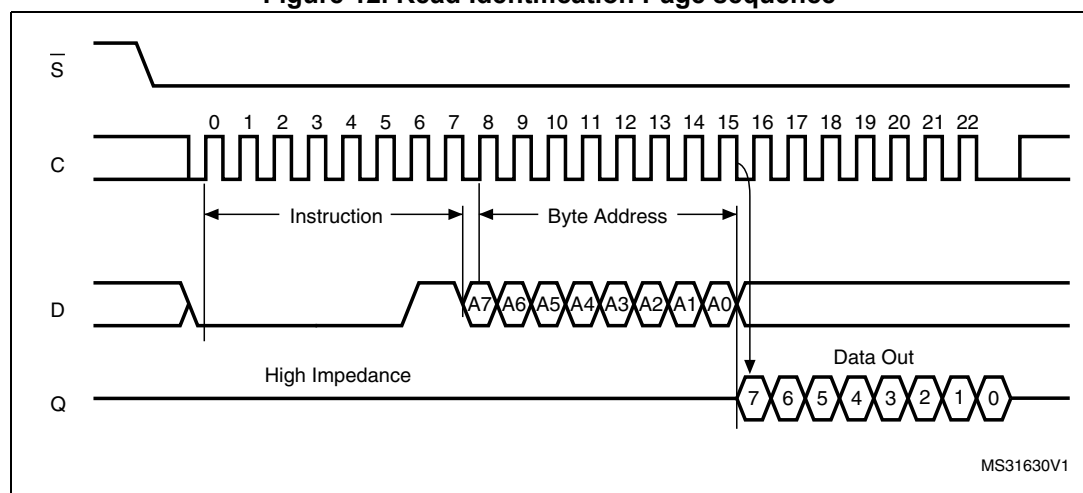 Figure 12. Read Identification Page sequence
S
0 1 2 3 4 5 6 7 8 9 10 11 12 13 14 15 16 17 18 19 20 21 22
C
Instruction Byte Address
D A7 A6 A5 A4 A3 A2 A1 A0
Data Out
High Impedance
Q 7 6 5 4 3 2 1 0
MS31630V1